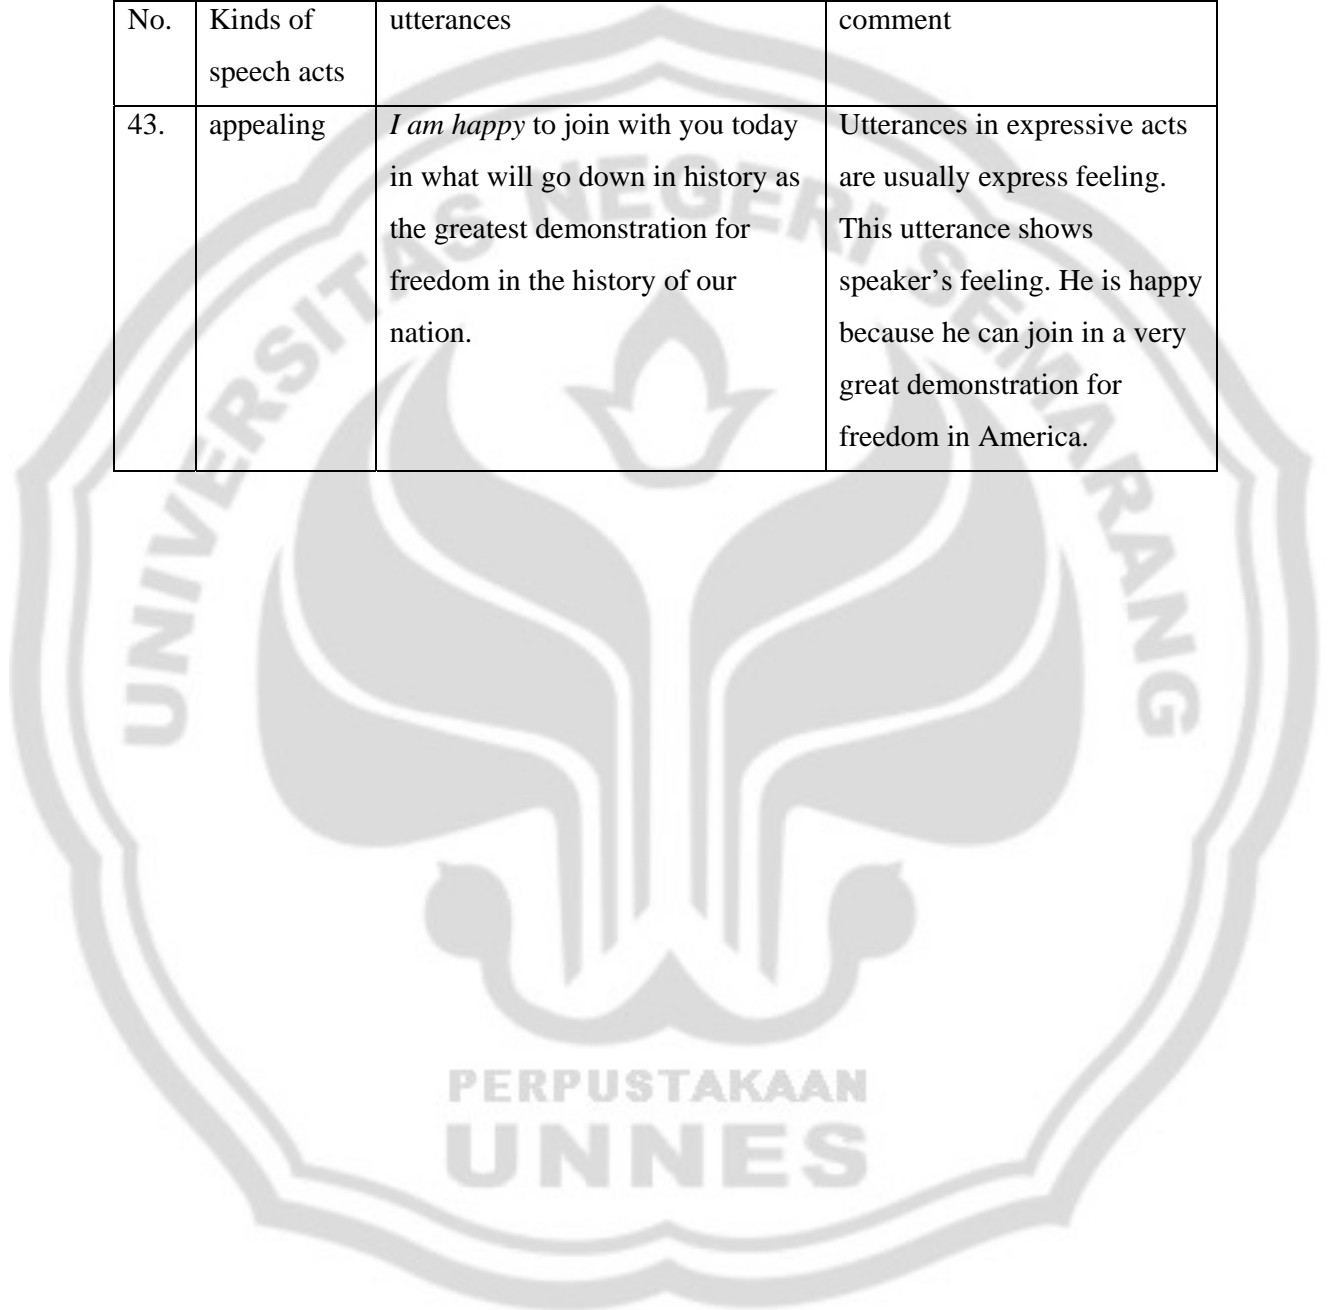 No. Kinds of speech acts utterances comment
43. appealing I am happy to join with you today
in what will go down in history as
the greatest demonstration for
freedom in the history of our
nation.
Utterances in expressive acts
are usually express feeling.
This utterance shows
speaker’s feeling. He is happy
because he can join in a very
great demonstration for
freedom in America.
UNIVERSITAS NEGERI SEMARANG
PERPUSTAKAAN
UNNES